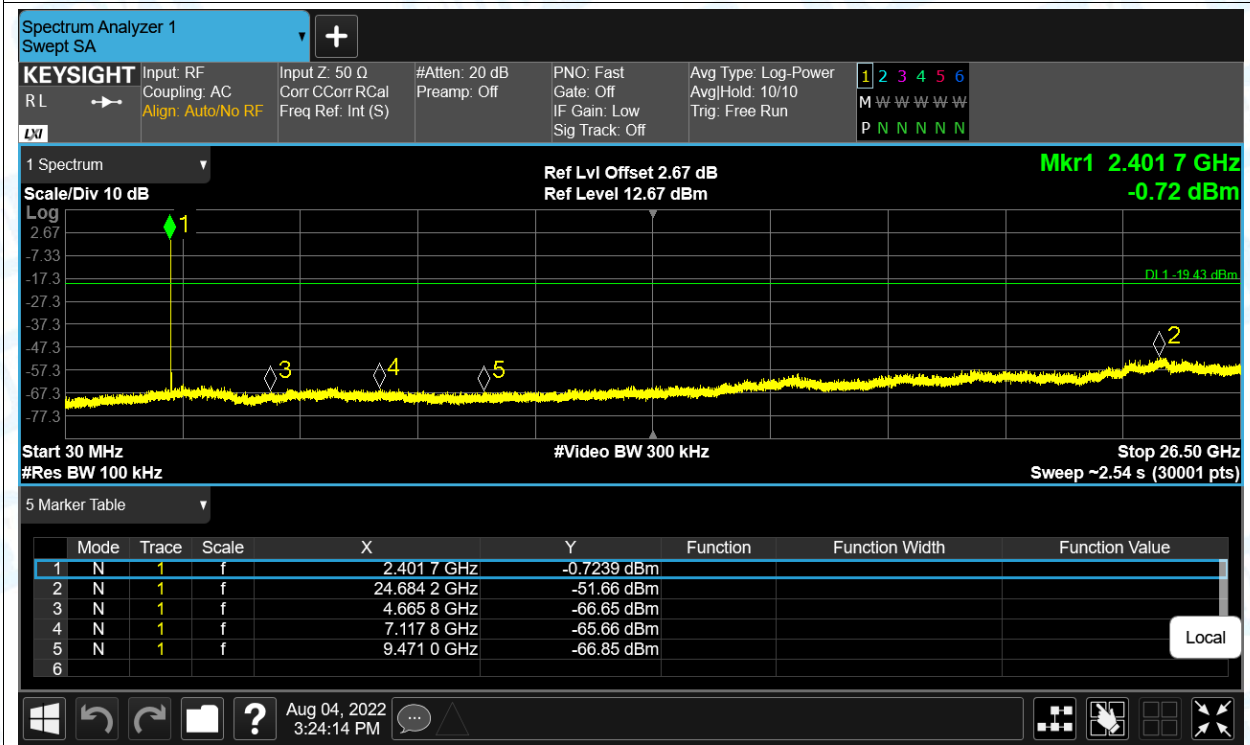 Spectrum Analyzer 1
Swept SA
KEYSIGHT
RL
LXI
Input: RF
Coupling: AC
Align: Auto/No RF
Input Z: 50 Ω
Corr CCorr RCal
Freq Ref: Int (S)
#Atten: 20 dB
Preamp: Off
PNO: Fast
Gate: Off
IF Gain: Low
Sig Track: Off
Avg Type: Log-Power
Avg|Hold: 10/10
Trig: Free Run
1 2 3 4 5 6
M W W W W W
P N N N N N
1 Spectrum
Scale/Div 10 dB
Ref Lvl Offset 2.67 dB
Ref Level 12.67 dBm
Mkr1 2.401 7 GHz
-0.72 dBm
Log
2.67
-7.33
-17.3
-27.3
-37.3
-47.3
-57.3
-67.3
-77.3
1
DL1 -19.43 dBm
2
3
4
5
Start 30 MHz
#Video BW 300 kHz
Stop 26.50 GHz
#Res BW 100 kHz
Sweep ~2.54 s (30001 pts)
5 Marker Table
Mode Trace Scale X Y Function Function Width Function Value
1 N 1 f 2.401 7 GHz -0.7239 dBm
2 N 1 f 24.684 2 GHz -51.66 dBm
3 N 1 f 4.665 8 GHz -66.65 dBm
4 N 1 f 7.117 8 GHz -65.66 dBm
5 N 1 f 9.471 0 GHz -66.85 dBm
6
Local
?
Aug 04, 2022
3:24:14 PM